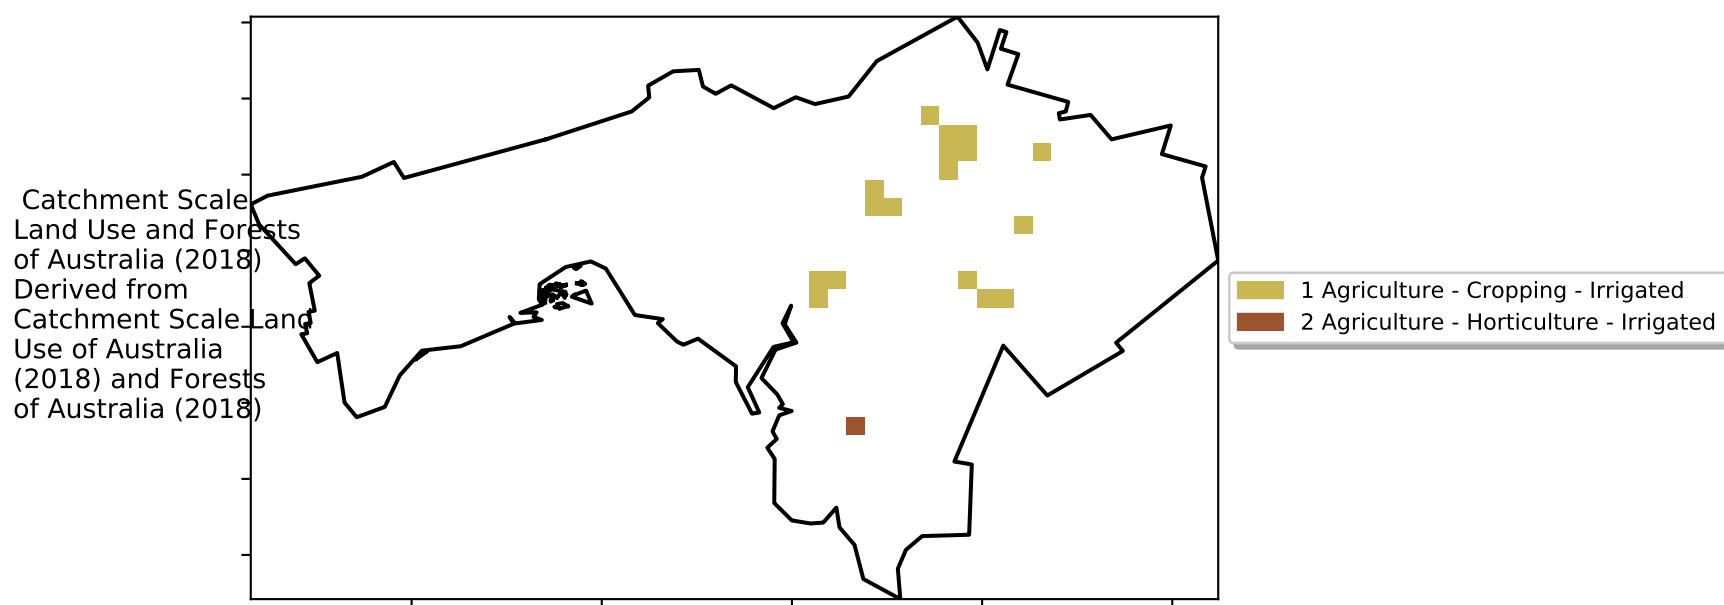 Catchment Scale
Land Use and Forests
of Australia (2018)
Derived from
Catchment Scale Land
Use of Australia
(2018) and Forests
of Australia (2018)
1 Agriculture - Cropping - Irrigated
2 Agriculture - Horticulture - Irrigated